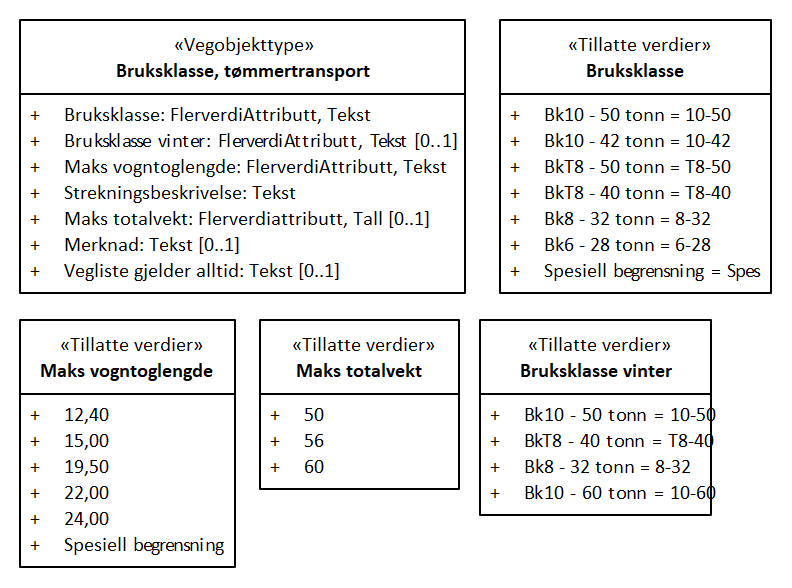 «Vegobjekttype»
Bruksklasse, tømmertransport
+ Bruksklasse: FlerverdiAttributt, Tekst
+ Bruksklasse vinter: FlerverdiAttributt, Tekst [0..1]
+ Maks vogntoglengde: FlerverdiAttributt, Tekst
+ Strekningsbeskrivelse: Tekst
+ Maks totalvekt: Flerverdiattributt, Tall [0..1]
+ Merknad: Tekst [0..1]
+ Vegliste gjelder alltid: Tekst [0..1]
«Tillatte verdier»
Bruksklasse
+ Bk10 - 50 tonn = 10-50
+ Bk10 - 42 tonn = 10-42
+ BkT8 - 50 tonn = T8-50
+ BkT8 - 40 tonn = T8-40
+ Bk8 - 32 tonn = 8-32
+ Bk6 - 28 tonn = 6-28
+ Spesiell begrensning = Spes
«Tillatte verdier»
Maks vogntoglengde
+ 12,40
+ 15,00
+ 19,50
+ 22,00
+ 24,00
+ Spesiell begrensning
«Tillatte verdier»
Maks totalvekt
+ 50
+ 56
+ 60
«Tillatte verdier»
Bruksklasse vinter
+ Bk10 - 50 tonn = 10-50
+ BkT8 - 40 tonn = T8-40
+ Bk8 - 32 tonn = 8-32
+ Bk10 - 60 tonn = 10-60